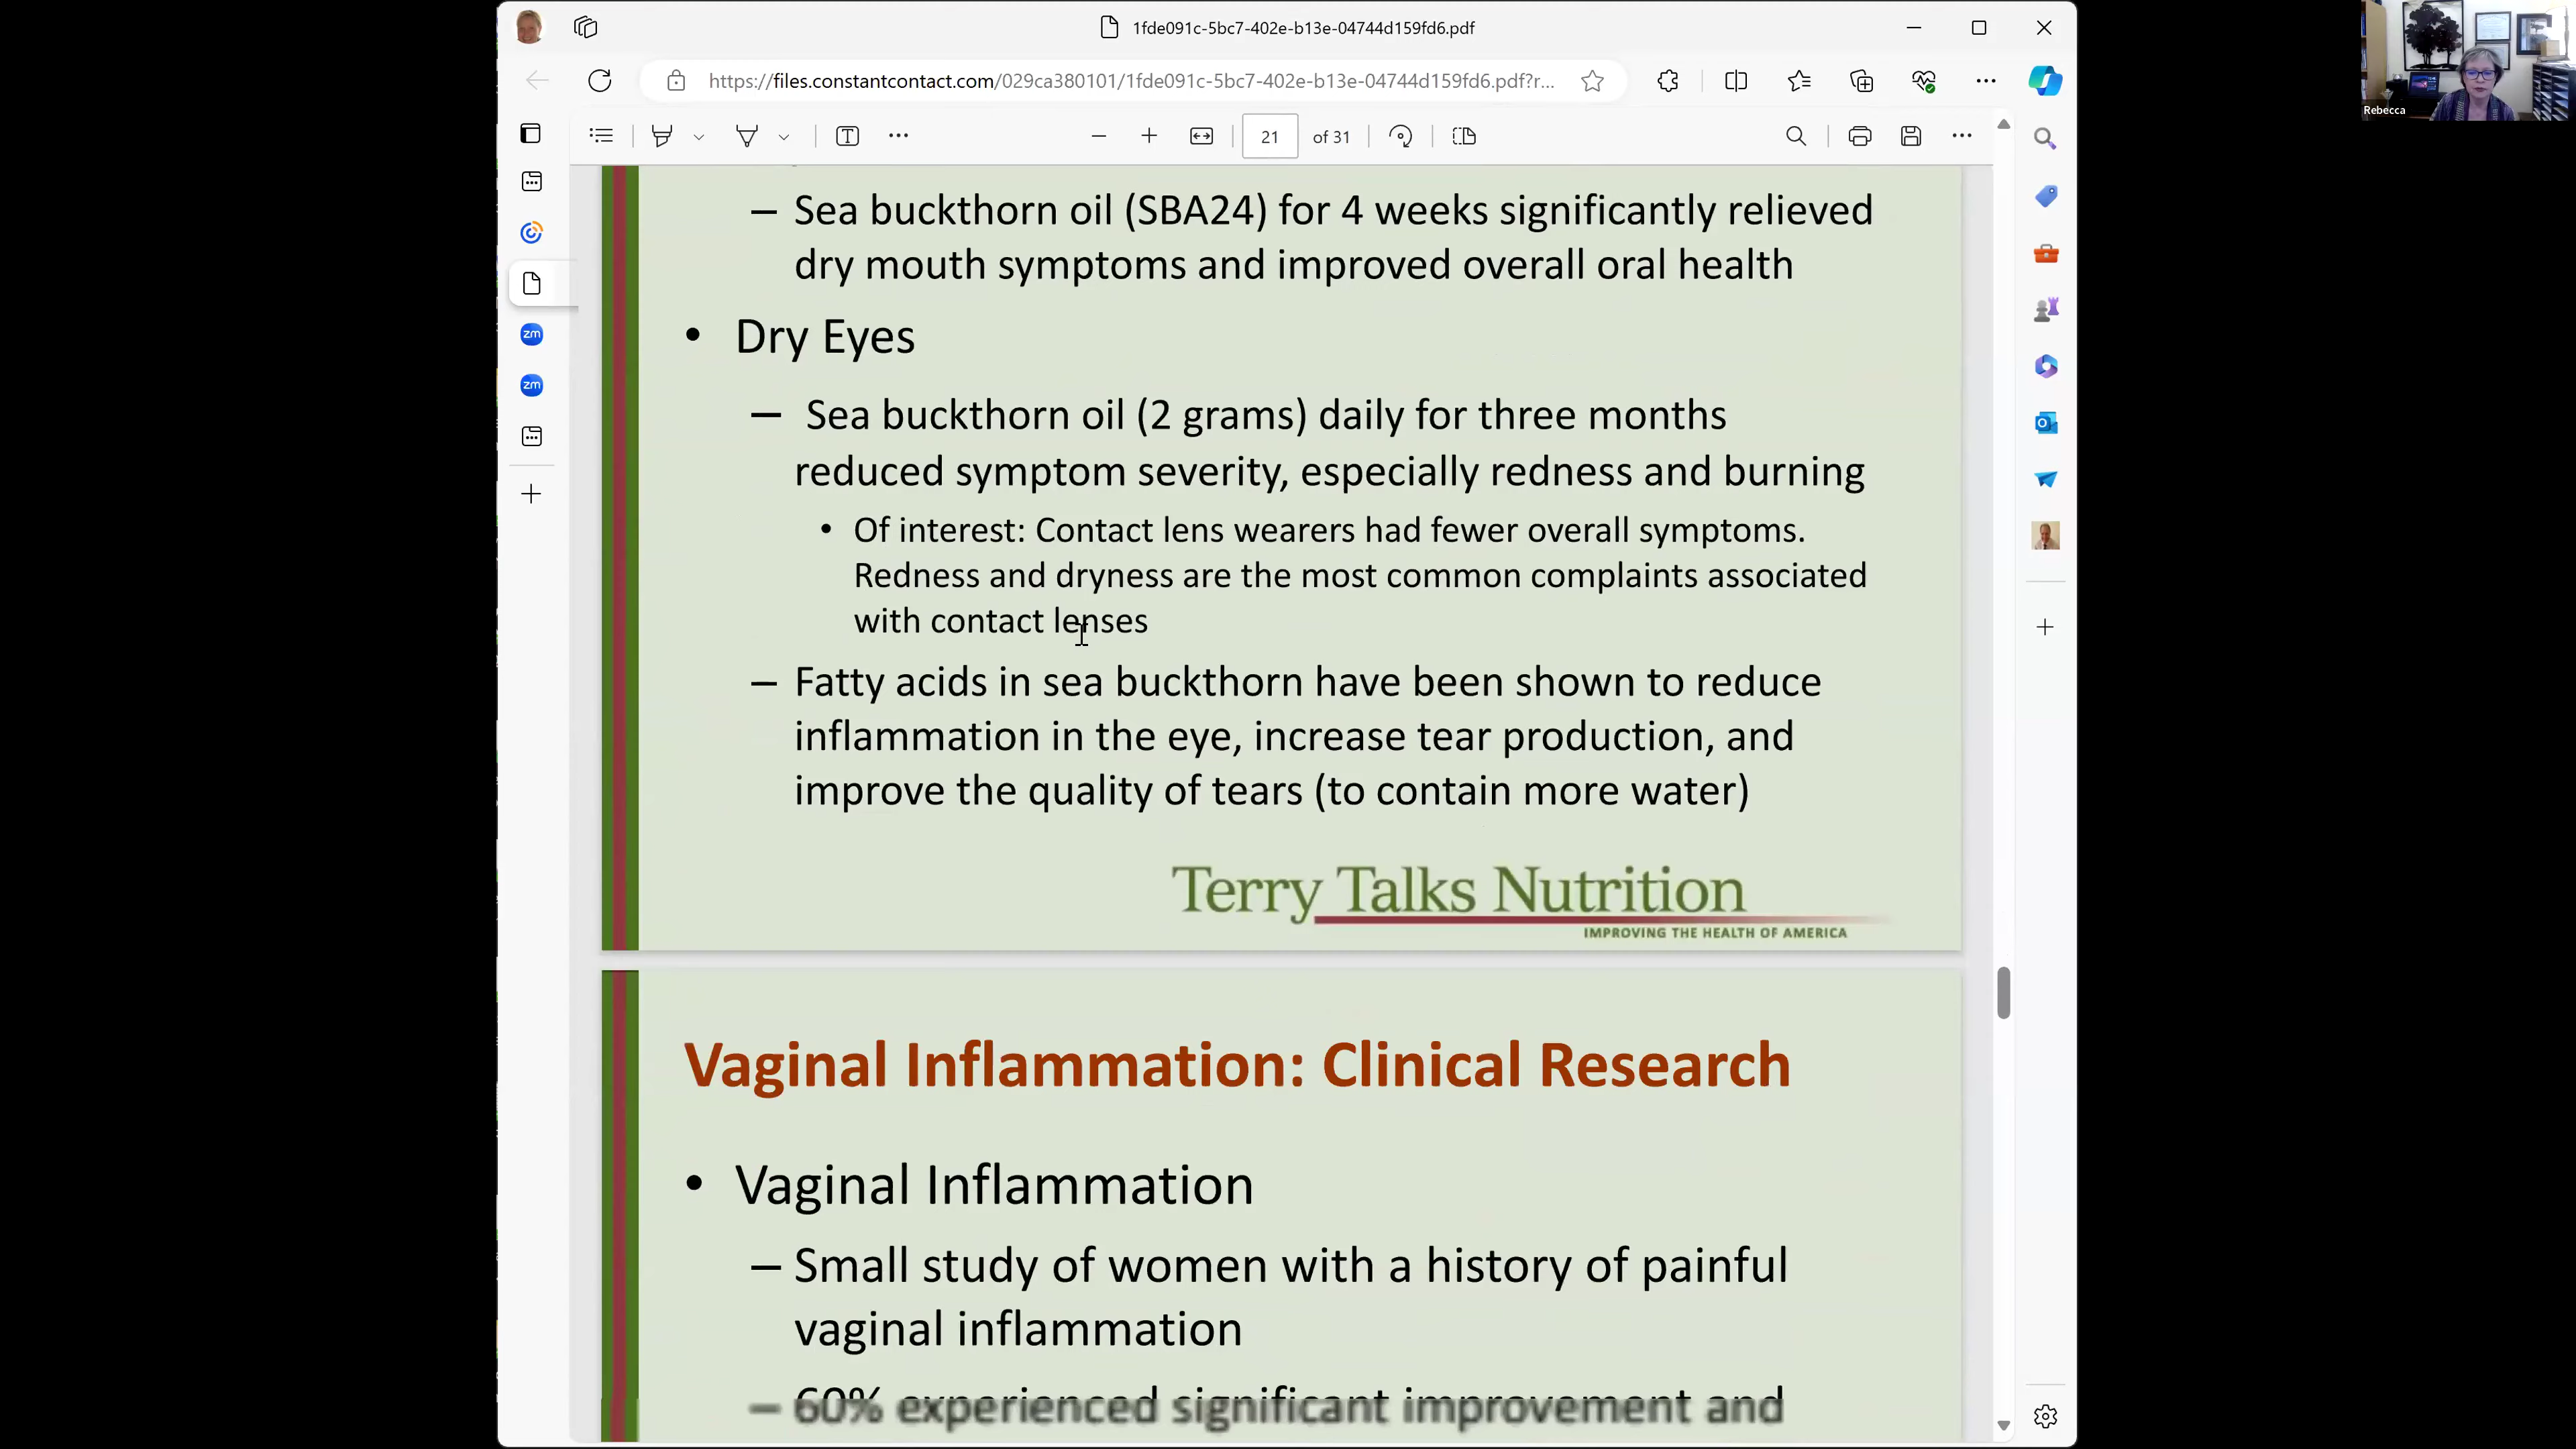 1fde091c-5bc7-402e-b13e-04744d159fd6.pdf
https://files.constantcontact.com/029ca380101/1fde091c-5bc7-402e-b13e-04744d159fd6.pdf?r...
Rebecca
21 of 31
zm
zm
– Sea buckthorn oil (SBA24) for 4 weeks significantly relieved
dry mouth symptoms and improved overall oral health
• Dry Eyes
– Sea buckthorn oil (2 grams) daily for three months
reduced symptom severity, especially redness and burning
• Of interest: Contact lens wearers had fewer overall symptoms.
Redness and dryness are the most common complaints associated
with contact lenses
– Fatty acids in sea buckthorn have been shown to reduce
inflammation in the eye, increase tear production, and
improve the quality of tears (to contain more water)
Terry Talks Nutrition
IMPROVING THE HEALTH OF AMERICA
Vaginal Inflammation: Clinical Research
• Vaginal Inflammation
– Small study of women with a history of painful
vaginal inflammation
– 60% experienced significant improvement and